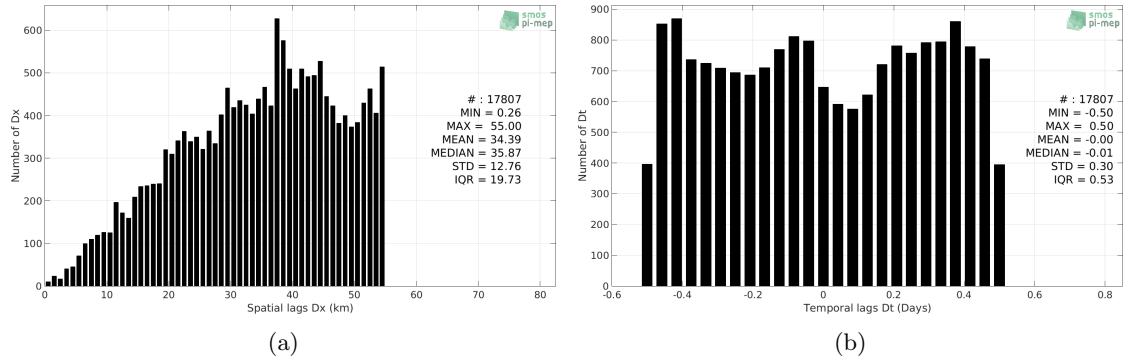 smos
pi-mep
600
500
400
300
200
100
0
Number of Dx
# : 17807
MIN = 0.26
MAX = 55.00
MEAN = 34.39
MEDIAN = 35.87
STD = 12.76
IQR = 19.73
0 10 20 30 40 50 60 70 80
Spatial lags Dx (km)
(a)
smos
pi-mep
900
800
700
600
500
400
300
200
100
0
Number of Dt
# : 17807
MIN = -0.50
MAX = 0.50
MEAN = -0.00
MEDIAN = -0.01
STD = 0.30
IQR = 0.53
-0.6 -0.4 -0.2 0 0.2 0.4 0.6 0.8
Temporal lags Dt (Days)
(b)